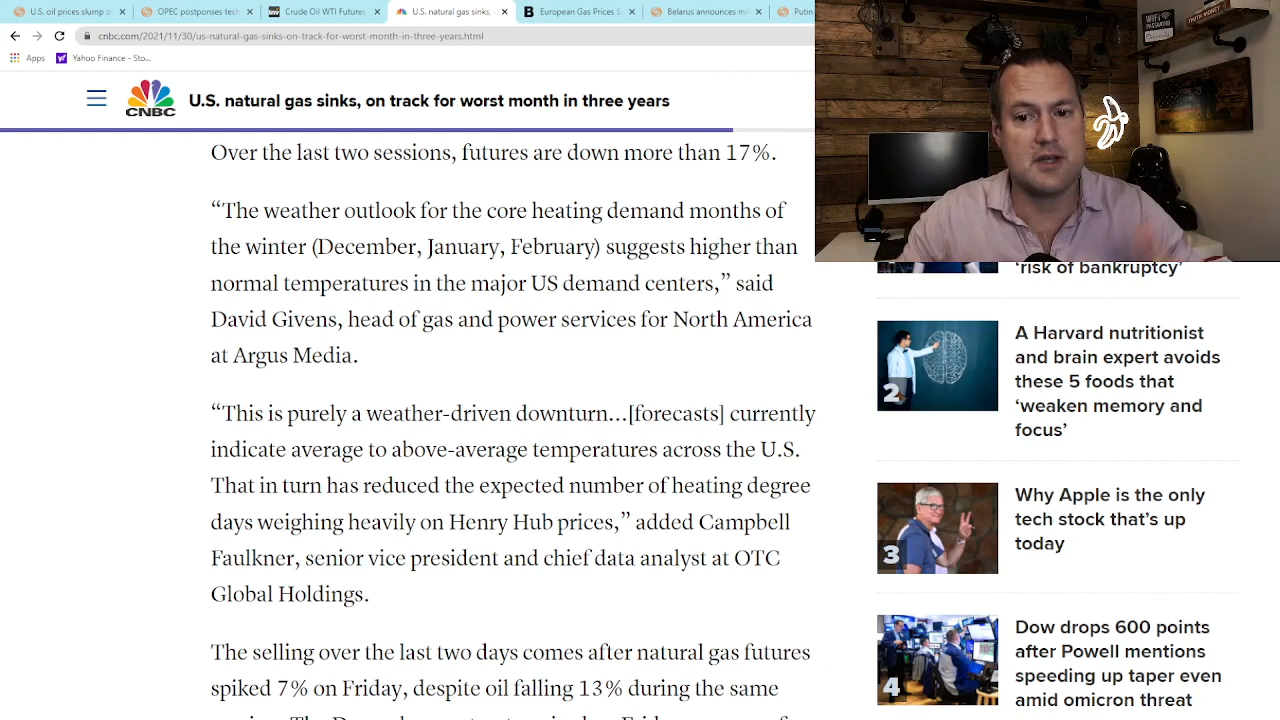 U.S. oil prices slump o
OPEC postpones tech
Crude Oil WTI Futures
U.S. natural gas sinks,
European Gas Prices S
Belarus announces mi
Putin
cnbc.com/2021/11/30/us-natural-gas-sinks-on-track-for-worst-month-in-three-years.html
Apps
Yahoo Finance - Sto...
CNBC
U.S. natural gas sinks, on track for worst month in three years
Over the last two sessions, futures are down more than 17%.
“The weather outlook for the core heating demand months of
the winter (December, January, February) suggests higher than
normal temperatures in the major US demand centers,” said
David Givens, head of gas and power services for North America
at Argus Media.
“This is purely a weather-driven downturn…[forecasts] currently
indicate average to above-average temperatures across the U.S.
That in turn has reduced the expected number of heating degree
days weighing heavily on Henry Hub prices,” added Campbell
Faulkner, senior vice president and chief data analyst at OTC
Global Holdings.
The selling over the last two days comes after natural gas futures
spiked 7% on Friday, despite oil falling 13% during the same
‘risk of bankruptcy’
2
A Harvard nutritionist
and brain expert avoids
these 5 foods that
‘weaken memory and
focus’
3
Why Apple is the only
tech stock that’s up
today
4
Dow drops 600 points
after Powell mentions
speeding up taper even
amid omicron threat
WIFI
PASSWORD
TRUTH MONEY